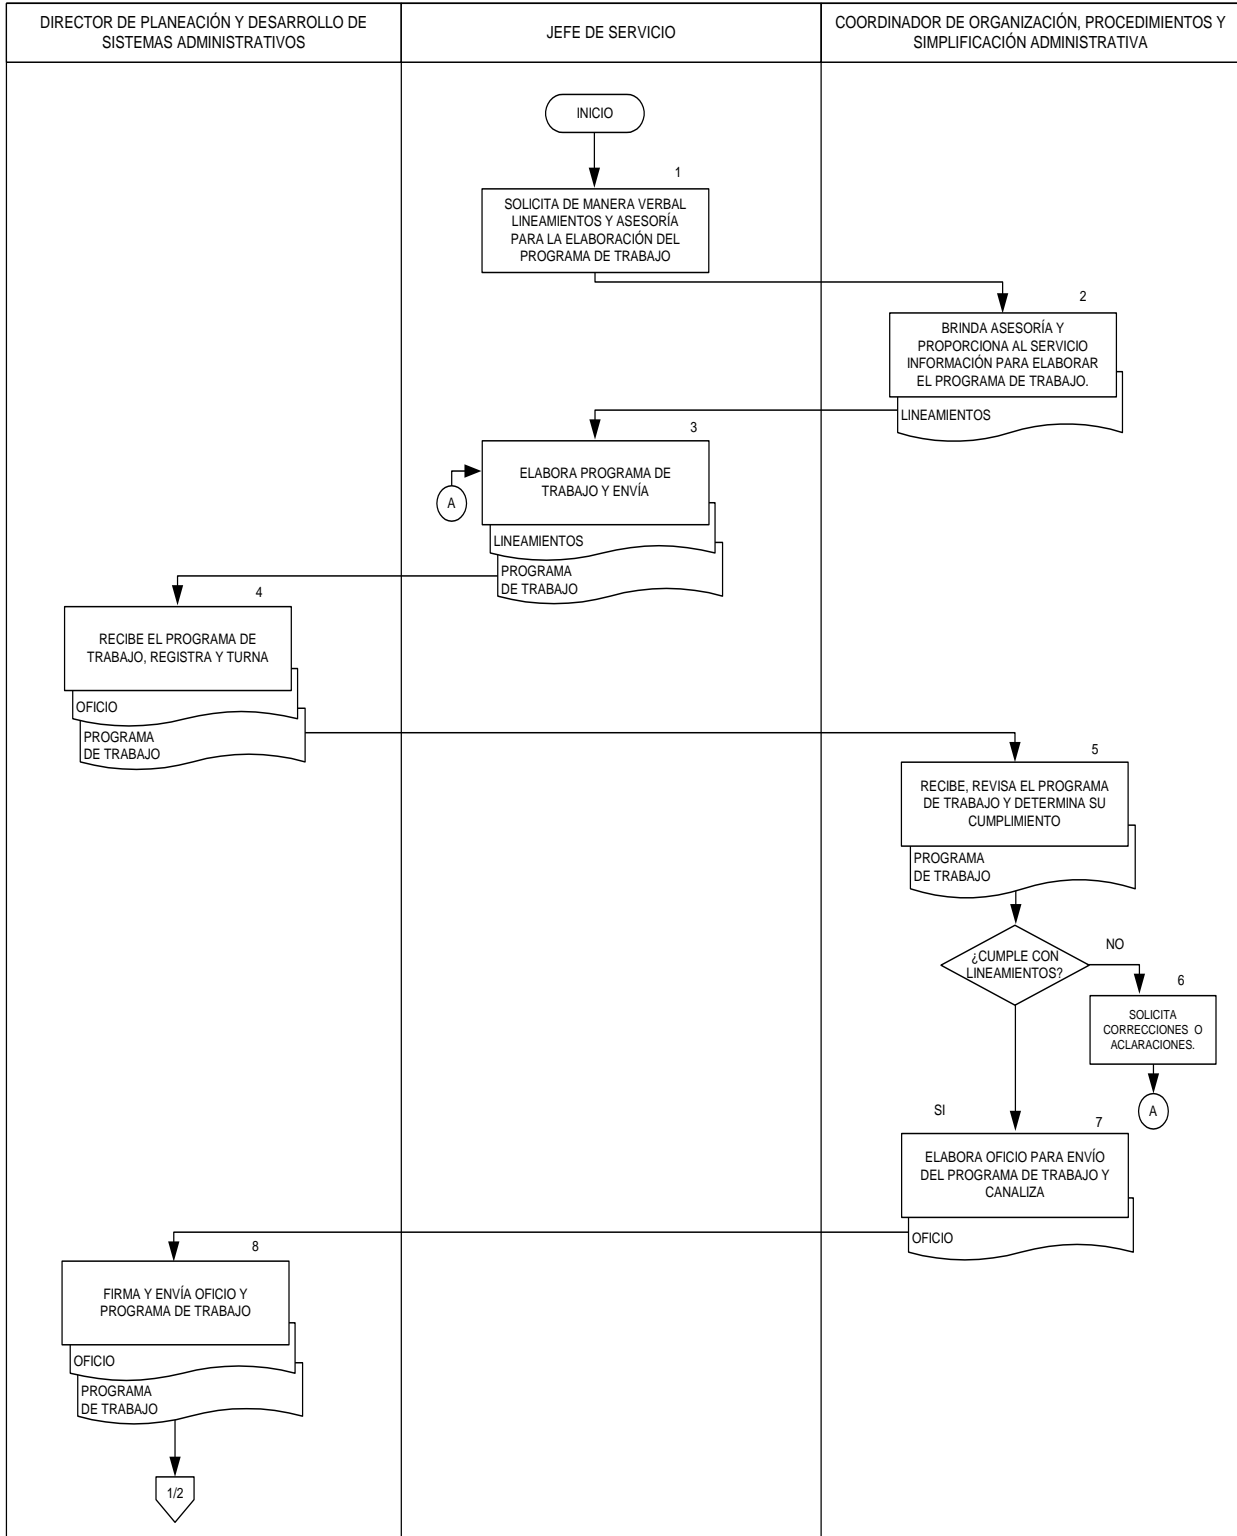 DIRECTOR DE PLANEACIÓN Y DESARROLLO DE
SISTEMAS ADMINISTRATIVOS
JEFE DE SERVICIO
COORDINADOR DE ORGANIZACIÓN, PROCEDIMIENTOS Y
SIMPLIFICACIÓN ADMINISTRATIVA
INICIO
1
SOLICITA DE MANERA VERBAL
LINEAMIENTOS Y ASESORÍA
PARA LA ELABORACIÓN DEL
PROGRAMA DE TRABAJO
2
BRINDA ASESORÍA Y
PROPORCIONA AL SERVICIO
INFORMACIÓN PARA ELABORAR
EL PROGRAMA DE TRABAJO.
LINEAMIENTOS
3
ELABORA PROGRAMA DE
TRABAJO Y ENVÍA
A
LINEAMIENTOS
PROGRAMA
DE TRABAJO
4
RECIBE EL PROGRAMA DE
TRABAJO, REGISTRA Y TURNA
OFICIO
PROGRAMA
DE TRABAJO
5
RECIBE, REVISA EL PROGRAMA
DE TRABAJO Y DETERMINA SU
CUMPLIMIENTO
PROGRAMA
DE TRABAJO
¿CUMPLE CON
LINEAMIENTOS?
NO
6
SOLICITA
CORRECCIONES O
ACLARACIONES.
A
SI
7
ELABORA OFICIO PARA ENVÍO
DEL PROGRAMA DE TRABAJO Y
CANALIZA
OFICIO
8
FIRMA Y ENVÍA OFICIO Y
PROGRAMA DE TRABAJO
OFICIO
PROGRAMA
DE TRABAJO
1/2